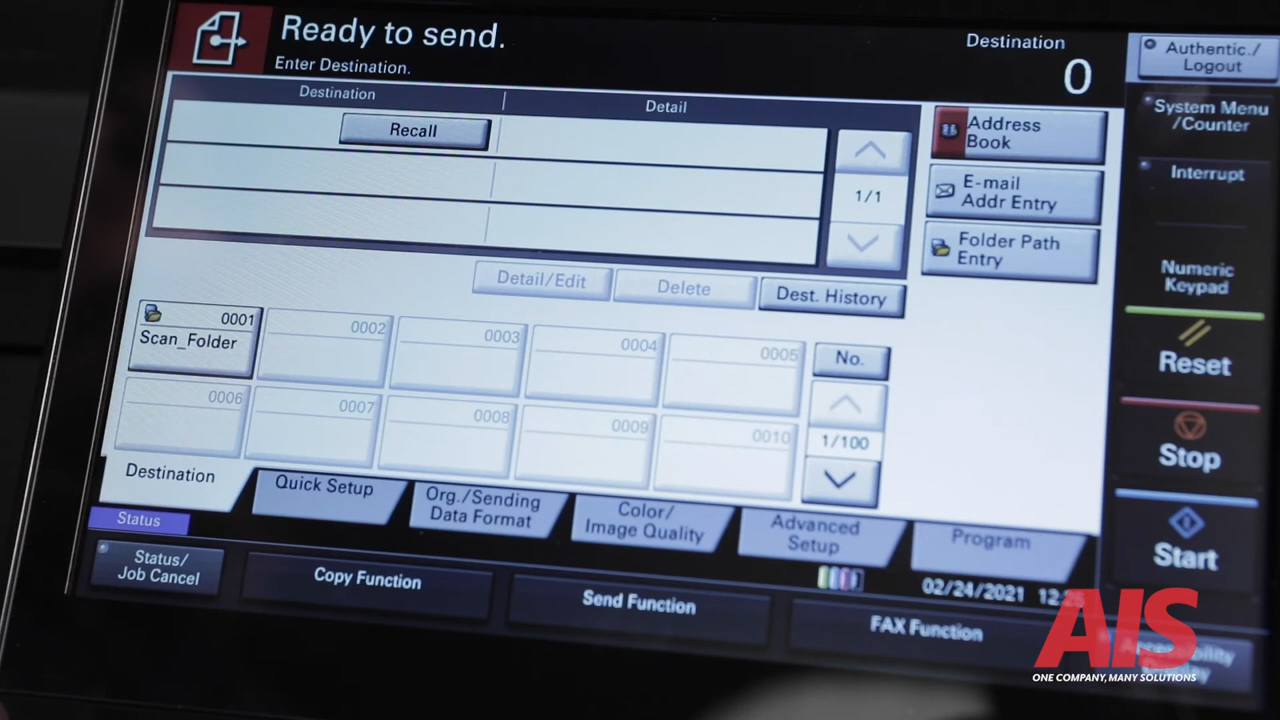 Ready to send.
Enter Destination.
Destination
0
Authentic./
Logout
System Menu
/Counter
Interrupt
Numeric
Keypad
Reset
Stop
Start
Destination
Detail
Recall
1/1
Address
Book
E-mail
Addr Entry
Folder Path
Entry
Detail/Edit
Delete
Dest. History
0001
Scan_Folder
0002
0003
0004
0005
No.
0006
0007
0008
0009
0010
1/100
Destination
Quick Setup
Org./Sending
Data Format
Color/
Image Quality
Advanced
Setup
Program
Status
02/24/2021
Status/
Job Cancel
Copy Function
Send Function
FAX Function
Accessibility
Display
AIS
ONE COMPANY, MANY SOLUTIONS